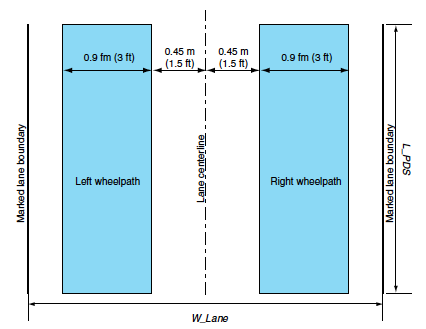 0.9 fm (3 ft)
0.45 m
(1.5 ft)
0.45 m
(1.5 ft)
0.9 fm (3 ft)
Marked lane boundary
Left wheelpath
Lane centerline
Right wheelpath
Marked lane boundary
L_PDS
W_Lane